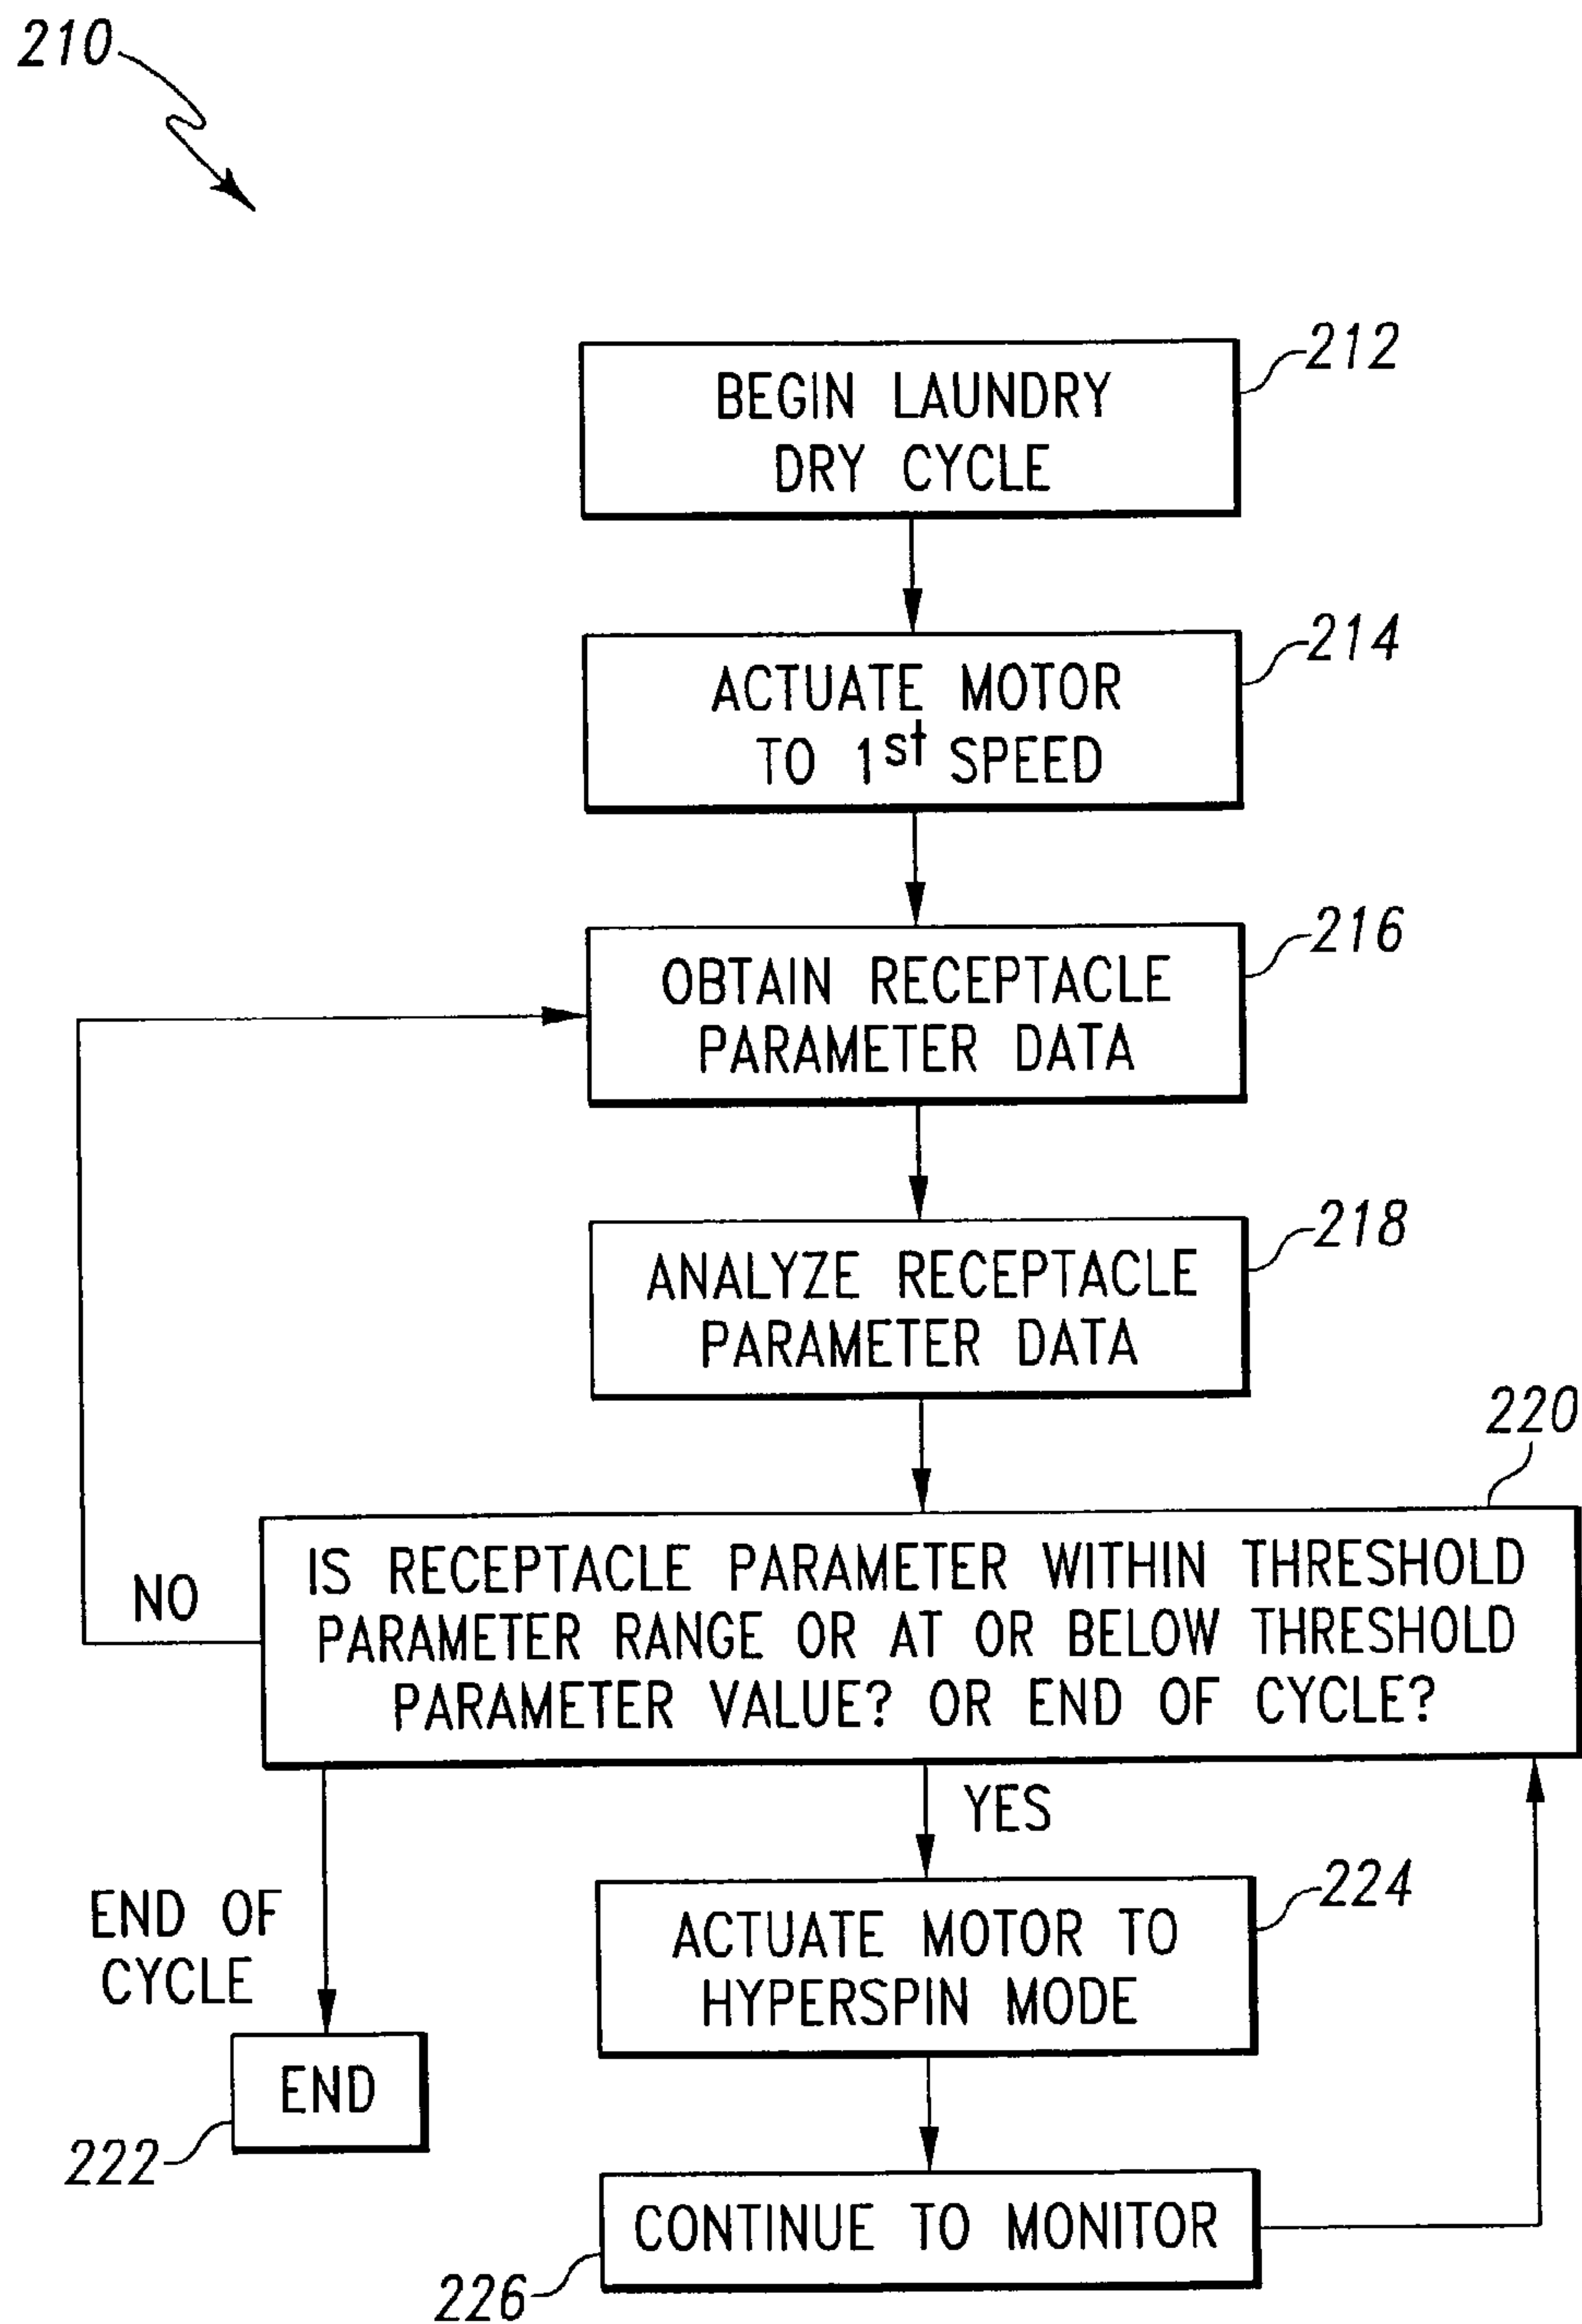 210
BEGIN LAUNDRY
DRY CYCLE
212
ACTUATE MOTOR
TO 1st SPEED
214
OBTAIN RECEPTACLE
PARAMETER DATA
216
ANALYZE RECEPTACLE
PARAMETER DATA
218
220
IS RECEPTACLE PARAMETER WITHIN THRESHOLD
PARAMETER RANGE OR AT OR BELOW THRESHOLD
PARAMETER VALUE? OR END OF CYCLE?
NO
YES
END OF
CYCLE
END
222
ACTUATE MOTOR TO
HYPERSPIN MODE
224
CONTINUE TO MONITOR
226